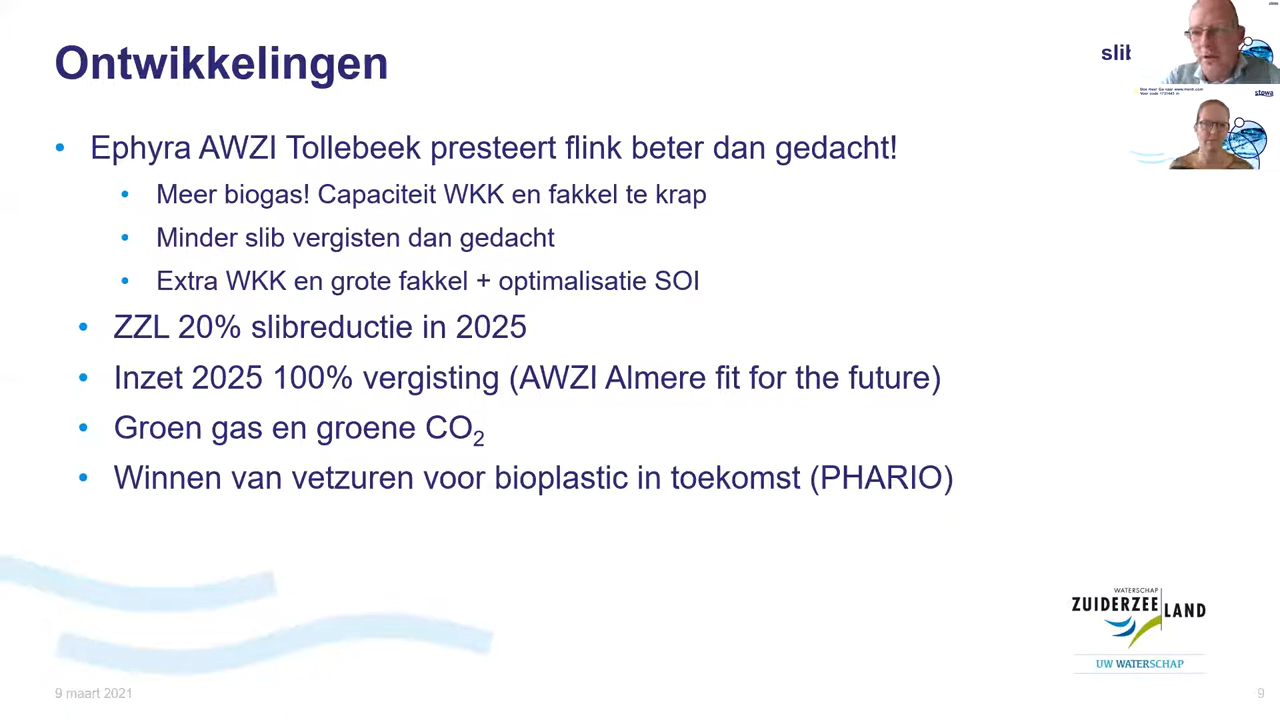 Ontwikkelingen
slib
Ephyra AWZI Tollebeek presteert flink beter dan gedacht!
Meer biogas! Capaciteit WKK en fakkel te krap
Minder slib vergisten dan gedacht
Extra WKK en grote fakkel + optimalisatie SOI
ZZL 20% slibreductie in 2025
Inzet 2025 100% vergisting (AWZI Almere fit for the future)
Groen gas en groene CO₂
Winnen van vetzuren voor bioplastic in toekomst (PHARIO)
stowa
WATERSCHAP
ZUIDERZEELAND
UW WATERSCHAP
9 maart 2021
9